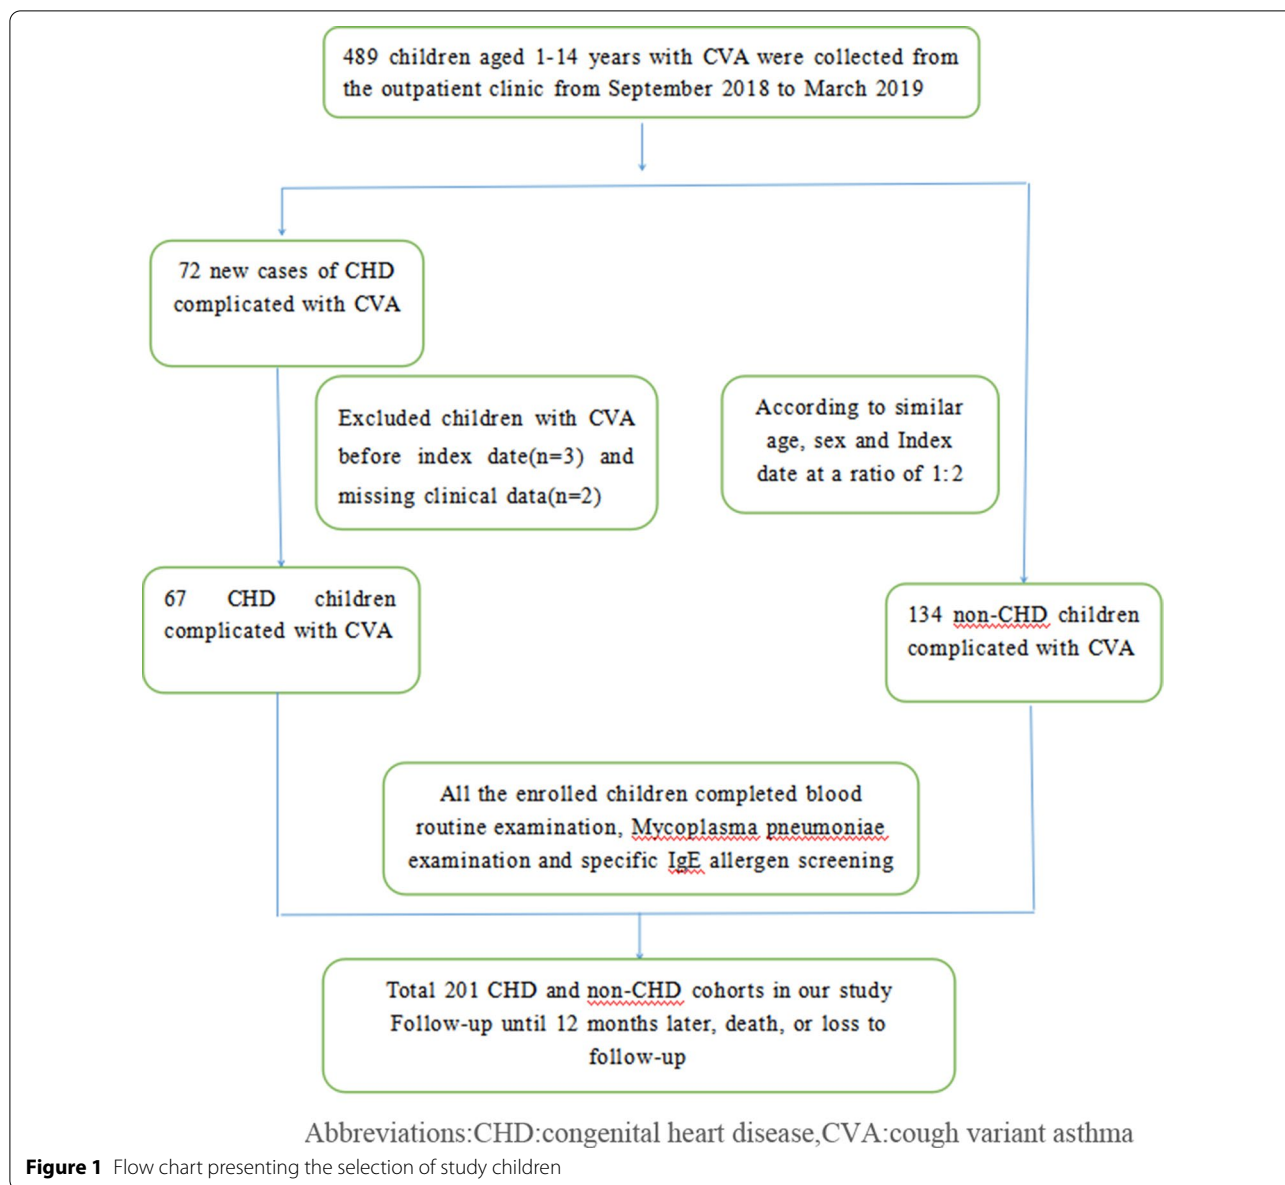 489 children aged 1-14 years with CVA were collected from
the outpatient clinic from September 2018 to March 2019
72 new cases of CHD
complicated with CVA
Excluded children with CVA
before index date(n=3) and
missing clinical data(n=2)
According to similar
age, sex and Index
date at a ratio of 1:2
67 CHD children
complicated with CVA
134 non-CHD children
complicated with CVA
All the enrolled children completed blood
routine examination, Mycoplasma pneumoniae
examination and specific IgE allergen screening
Total 201 CHD and non-CHD cohorts in our study
Follow-up until 12 months later, death, or loss to
follow-up
Abbreviations:CHD:congenital heart disease,CVA:cough variant asthma
Figure 1 Flow chart presenting the selection of study children